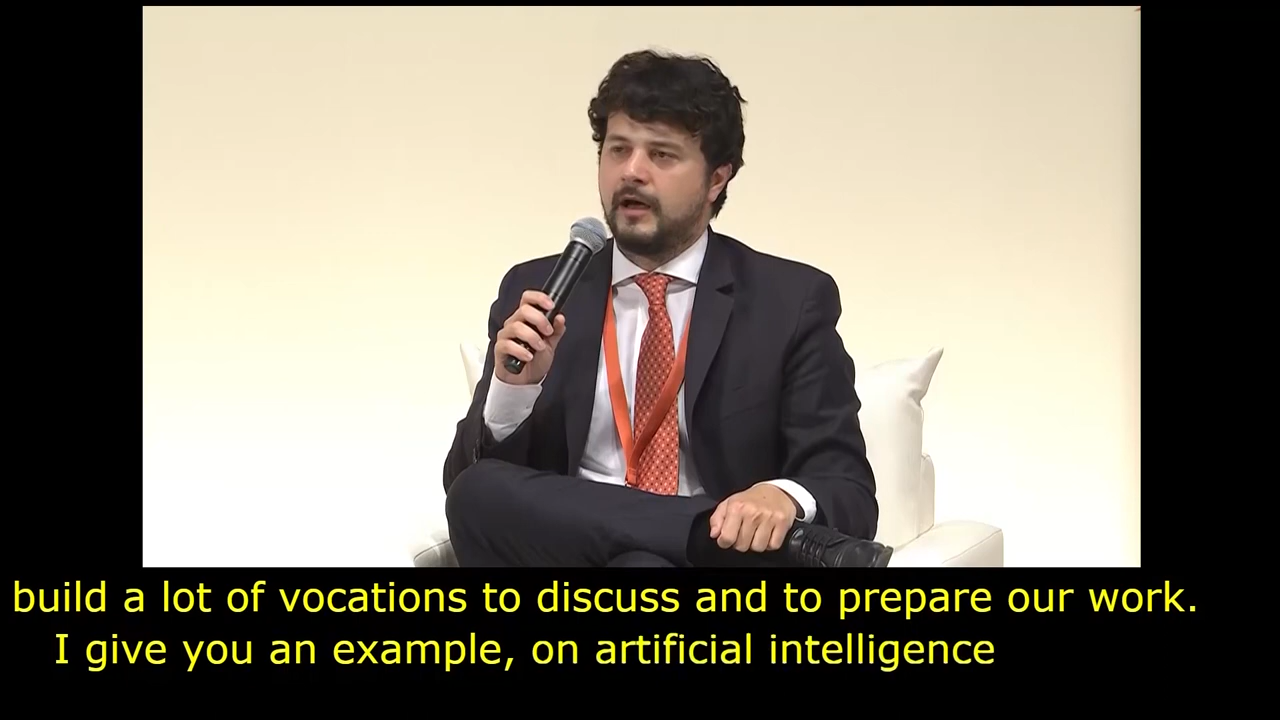 build a lot of vocations to discuss and to prepare our work.
I give you an example, on artificial intelligence